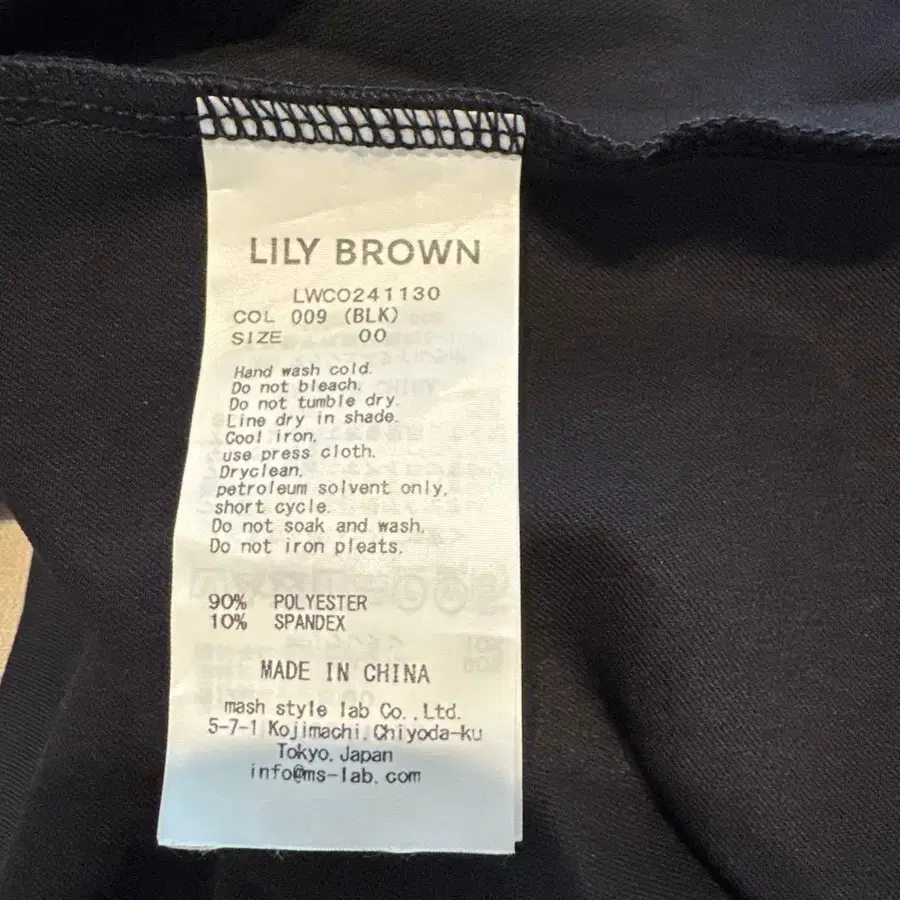 LILY BROWN
LWCO241130
COL 009 (BLK)
SIZE 00
Hand wash cold.
Do not bleach.
Do not tumble dry.
Line dry in shade.
Cool iron,
use press cloth.
Dryclean,
petroleum solvent only,
short cycle.
Do not soak and wash.
Do not iron pleats.
90% POLYESTER
10% SPANDEX
MADE IN CHINA
mash style lab Co.,Ltd.
5-7-1 Kojimachi,Chiyoda-ku
Tokyo,Japan
info@ms-lab.com